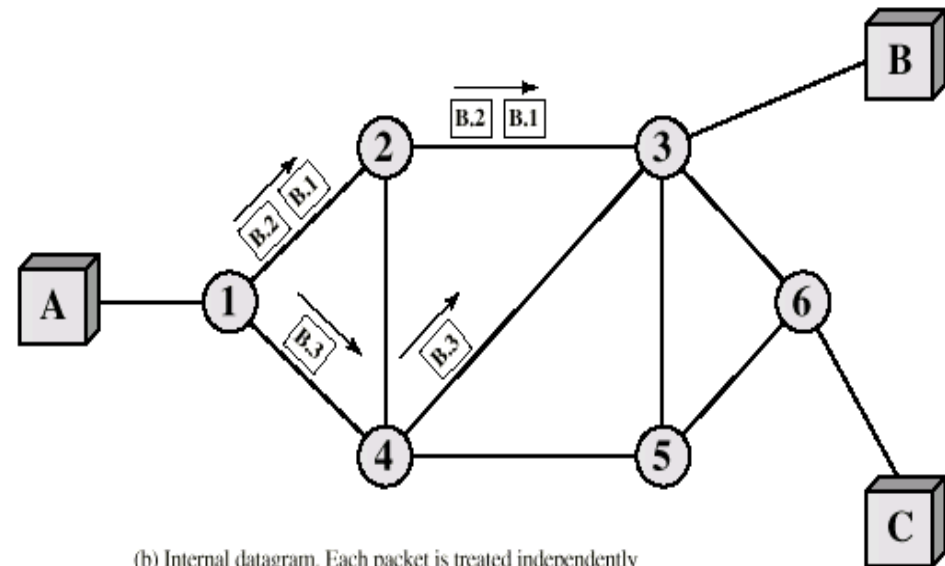 B
B.2 B.1
2
3
B.2 B.1
A
1
6
B.3
B.3
4
5
C
(b) Internal datagram. Each packet is treated independently